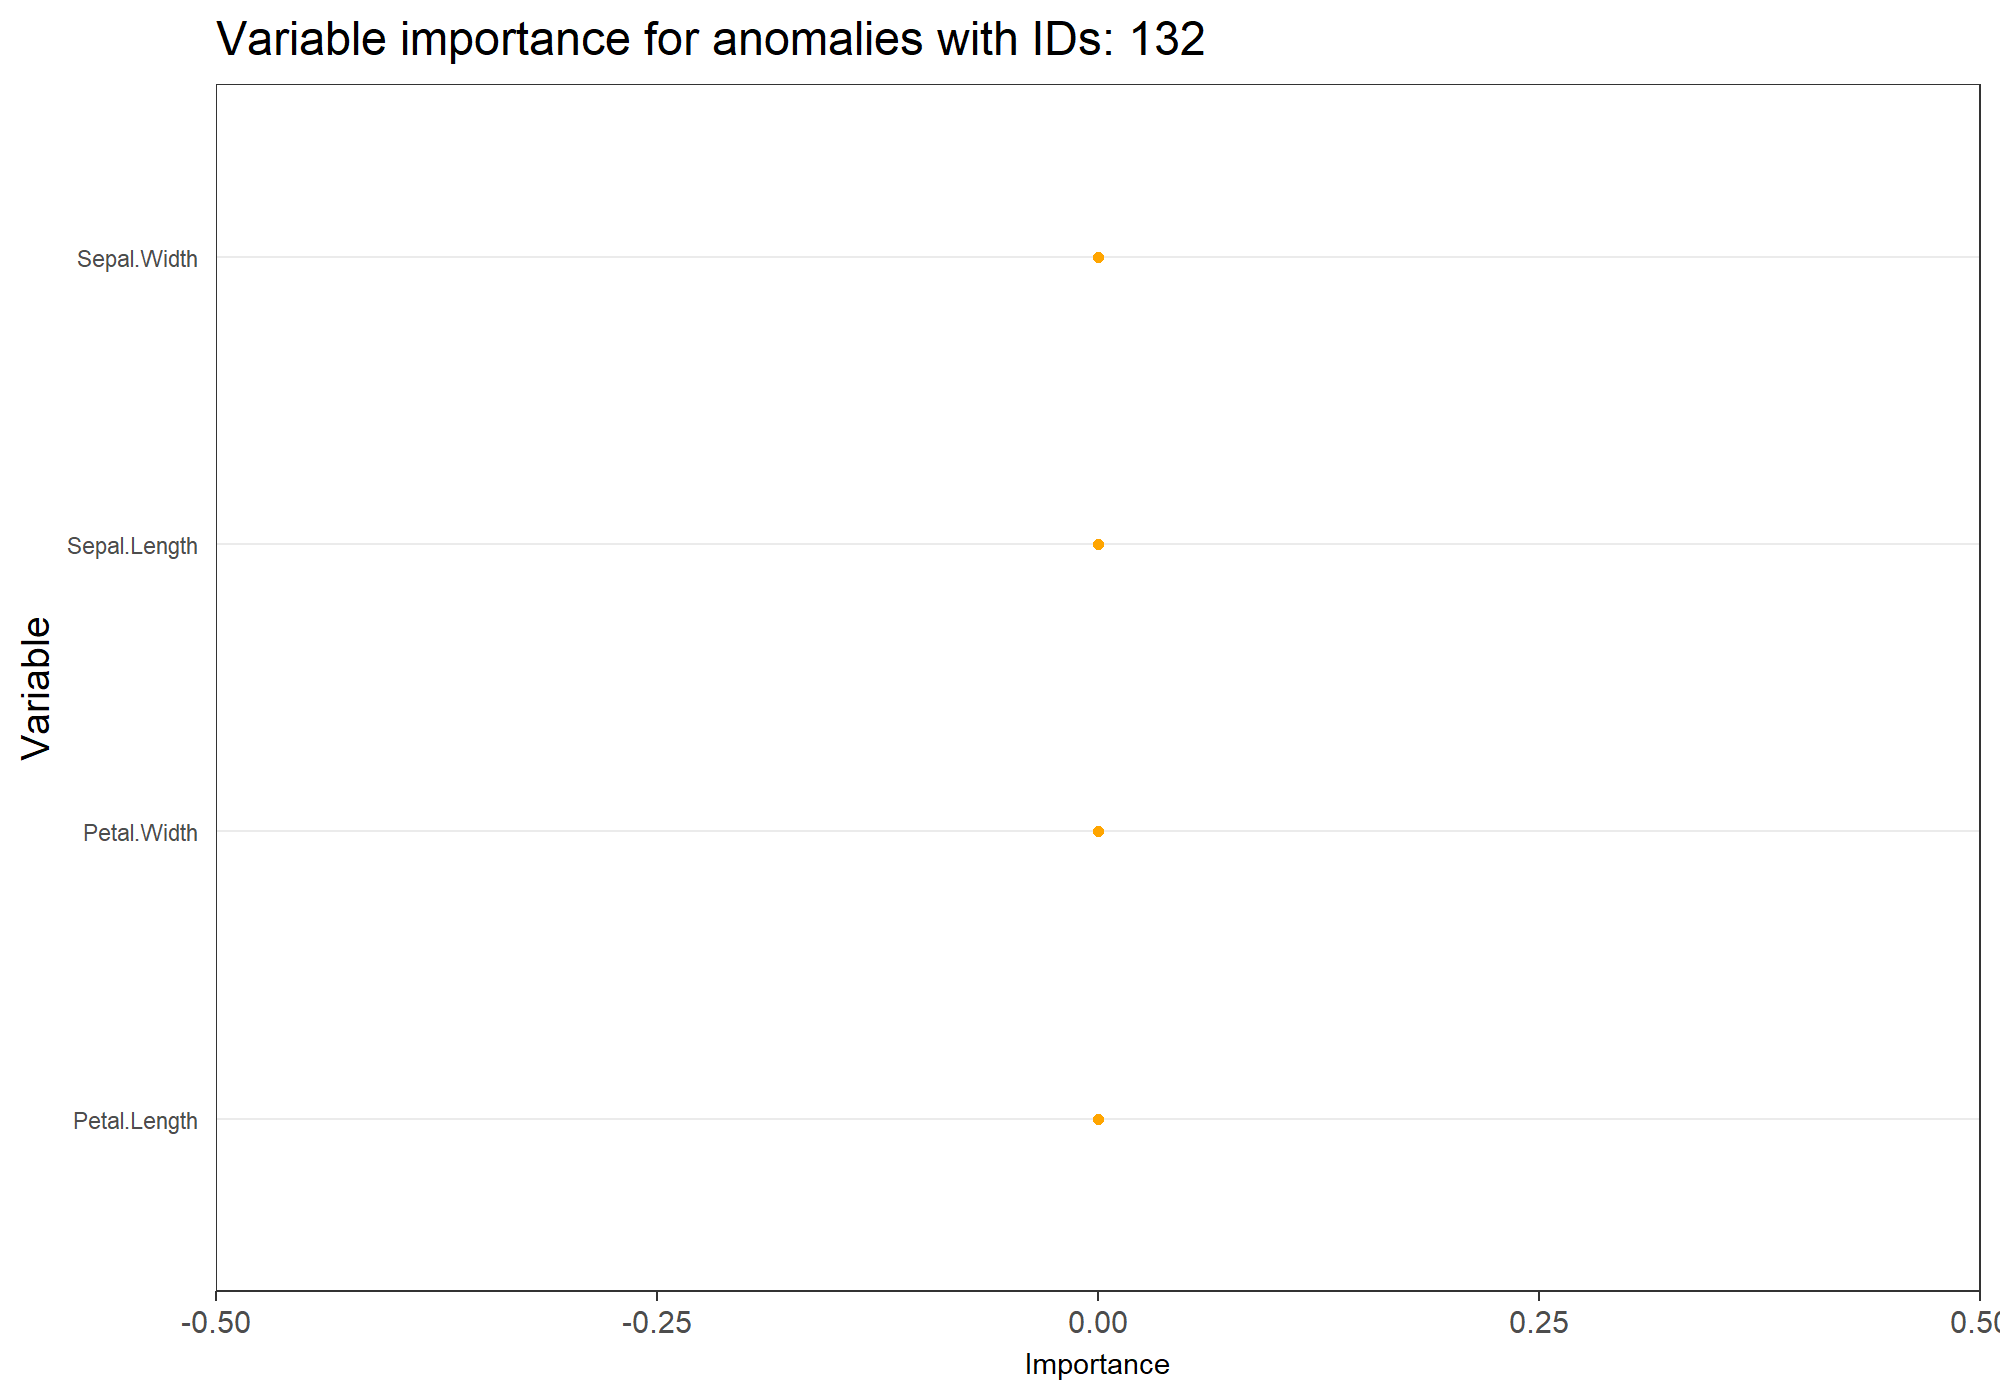 Variable importance for anomalies with IDs: 132
Sepal.Width
Sepal.Length
Petal.Width
Petal.Length
Variable
-0.50 -0.25 0.00 0.25 0.50
Importance